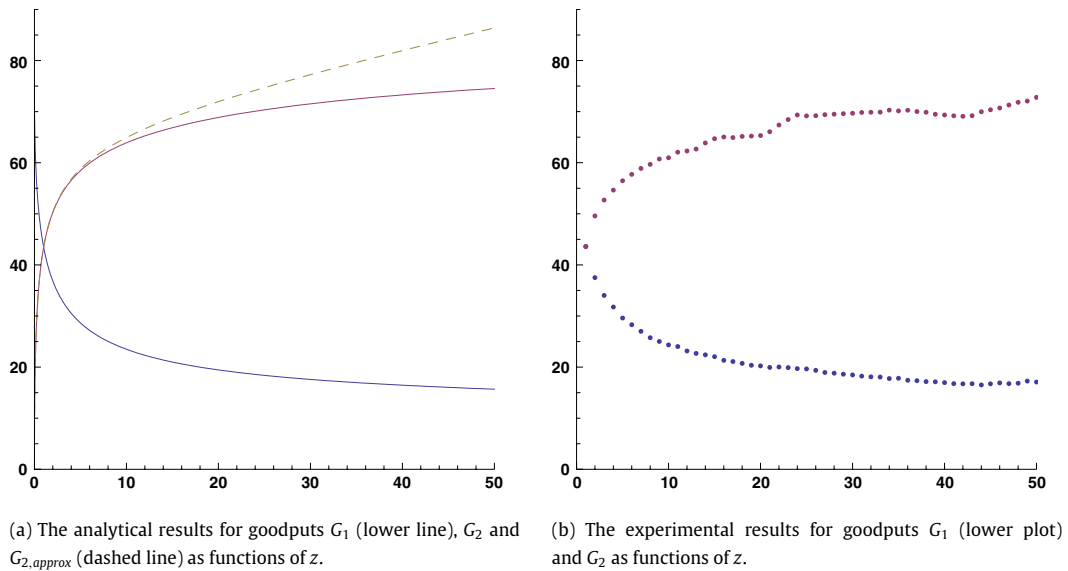 80
60
40
20
0
0 10 20 30 40 50
80
60
40
20
0
0 10 20 30 40 50
(a) The analytical results for goodputs G1 (lower line), G2 and
G2,approx (dashed line) as functions of z.
(b) The experimental results for goodputs G1 (lower plot)
and G2 as functions of z.